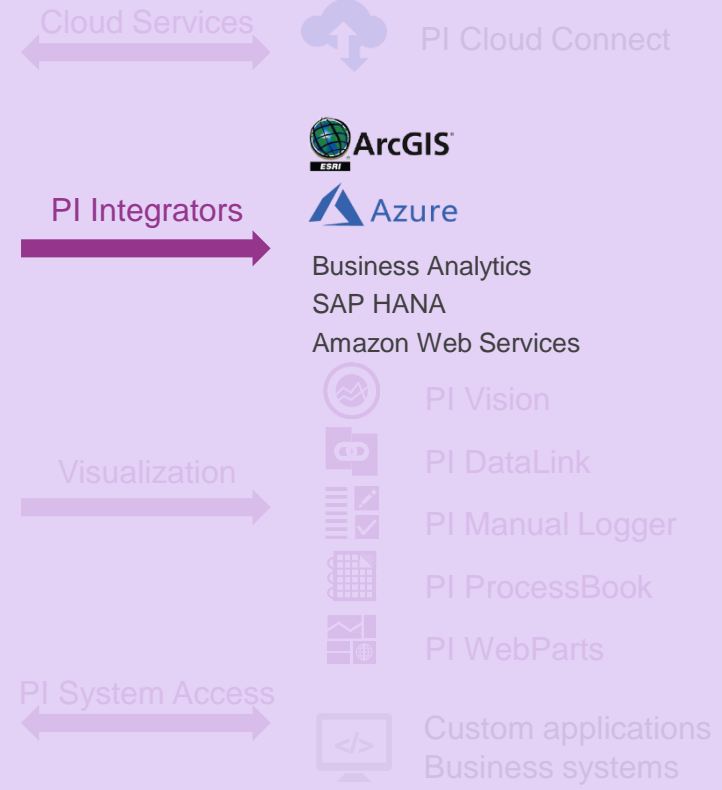 Cloud Services
PI Cloud Connect
ArcGIS
ESRI
PI Integrators
Azure
Business Analytics
SAP HANA
Amazon Web Services
PI Vision
PI DataLink
Visualization
PI Manual Logger
PI ProcessBook
PI WebParts
PI System Access
</>
Custom applications
Business systems